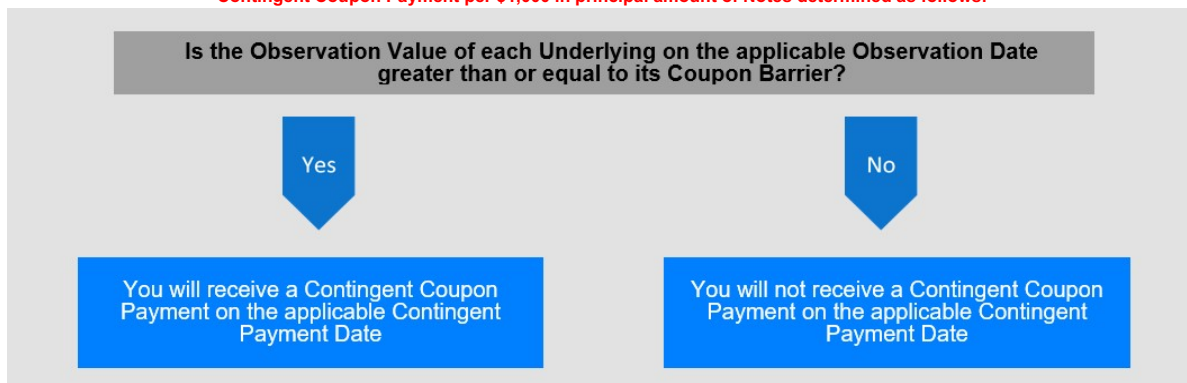 Contingent Coupon Payment per $1,000 in principal amount of Notes determined as follows:
Is the Observation Value of each Underlying on the applicable Observation Date
greater than or equal to its Coupon Barrier?
Yes
No
You will receive a Contingent Coupon
Payment on the applicable Contingent
Payment Date
You will not receive a Contingent Coupon
Payment on the applicable Contingent
Payment Date